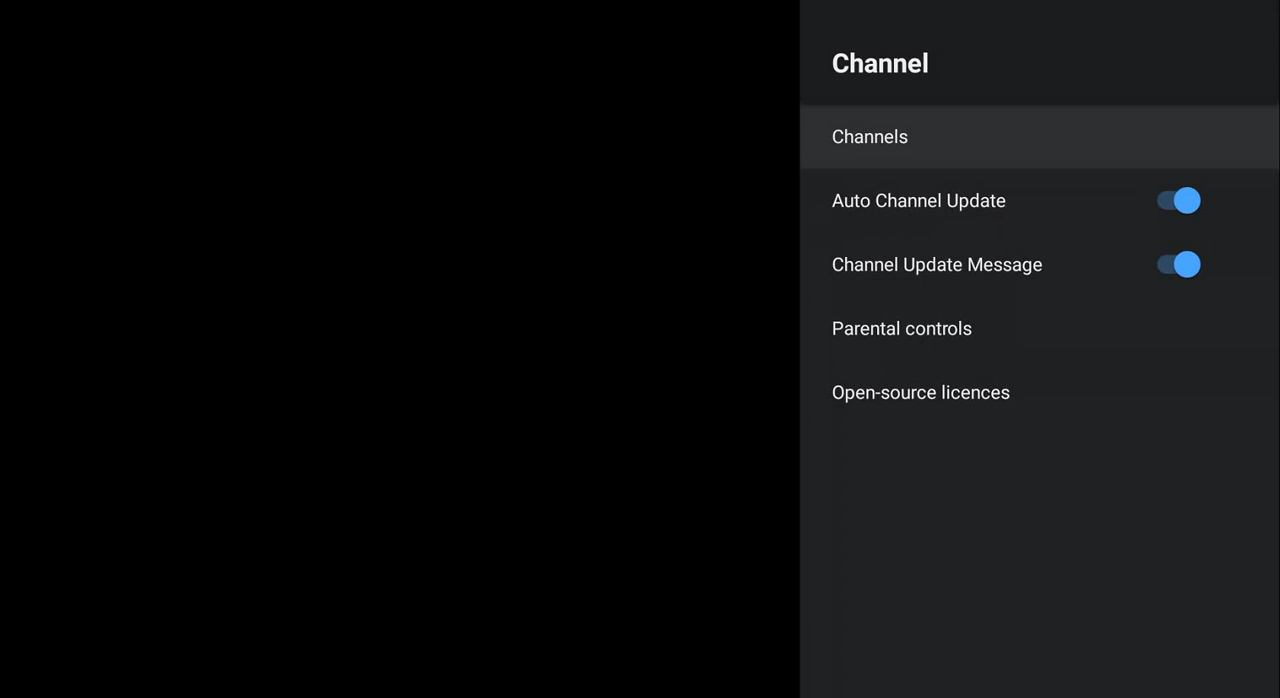 Channel
Channels
Auto Channel Update
Channel Update Message
Parental controls
Open-source licences